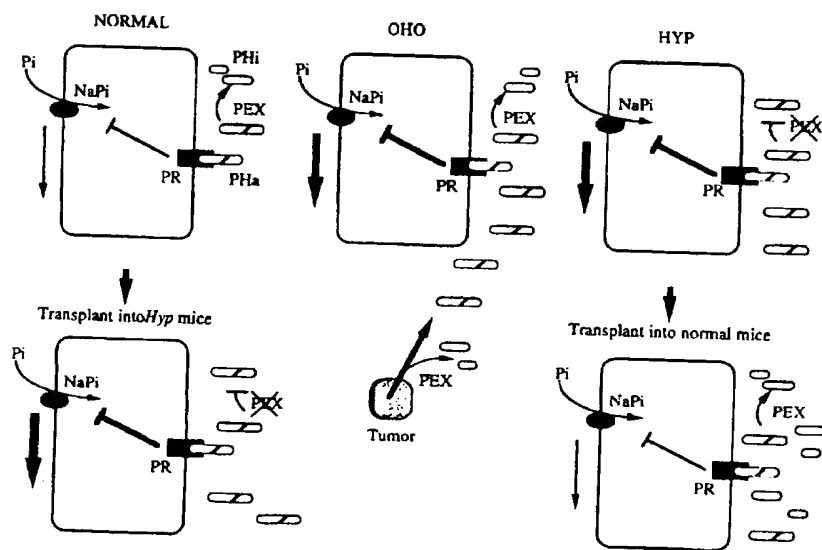 NORMAL
OHO
HYP
Pi
NaPi
PHi
PEX
PR
PHa
Pi
NaPi
PEX
PR
Pi
NaPi
PEX
PR
Transplant into Hyp mice
Transplant into normal mice
Pi
NaPi
PEX
PR
PEX
Tumor
Pi
NaPi
PEX
PR